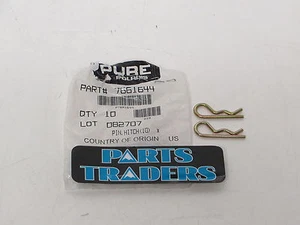 PURE
POLARIS
PART# 7661644
QTY 10
LOT 082707
PIN, HITCH (10)
COUNTRY OF ORIGIN US
PARTS
TRADERS